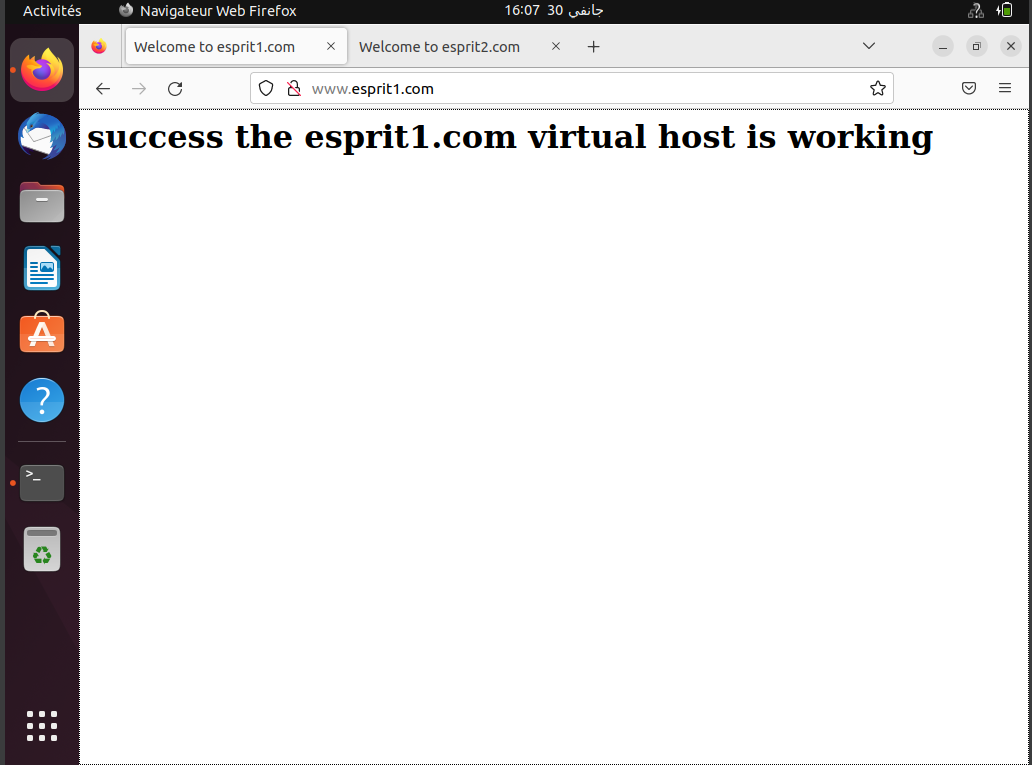 Activités
Navigateur Web Firefox
16:07 30 جانفي
Welcome to esprit1.com
Welcome to esprit2.com
www.esprit1.com
success the esprit1.com virtual host is working